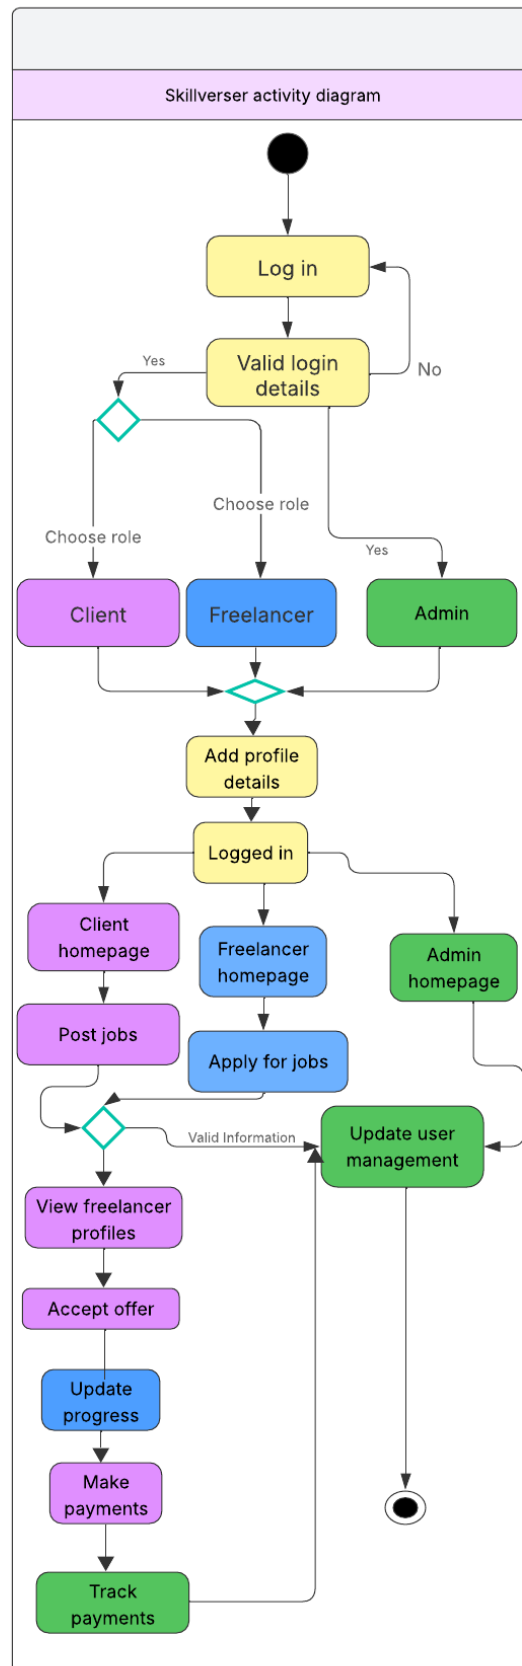 Skillverser activity diagram
Log in
Valid login
details
Yes
No
Choose role
Choose role
Yes
Client
Freelancer
Admin
Add profile
details
Logged in
Client
homepage
Freelancer
homepage
Admin
homepage
Post jobs
Apply for jobs
Valid Information
Update user
management
View freelancer
profiles
Accept offer
Update
progress
Make
payments
Track
payments